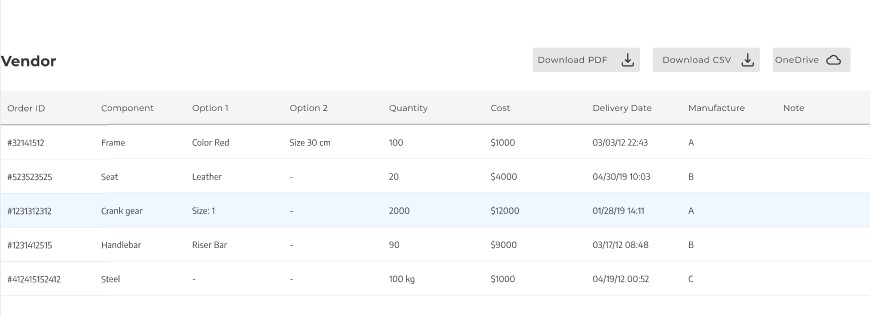 Vendor
Download PDF Download CSV OneDrive
Order ID Component Option 1 Option 2 Quantity Cost Delivery Date Manufacture Note
#32141512 Frame Color Red Size 30 cm 100 $1000 03/03/12 22:43 A
#523523525 Seat Leather - 20 $4000 04/30/19 10:03 B
#1231312312 Crank gear Size: 1 - 2000 $12000 01/28/19 14:11 A
#1231412515 Handlebar Riser Bar - 90 $9000 03/17/12 08:48 B
#412415152412 Steel - - 100 kg $1000 04/19/12 00:52 C